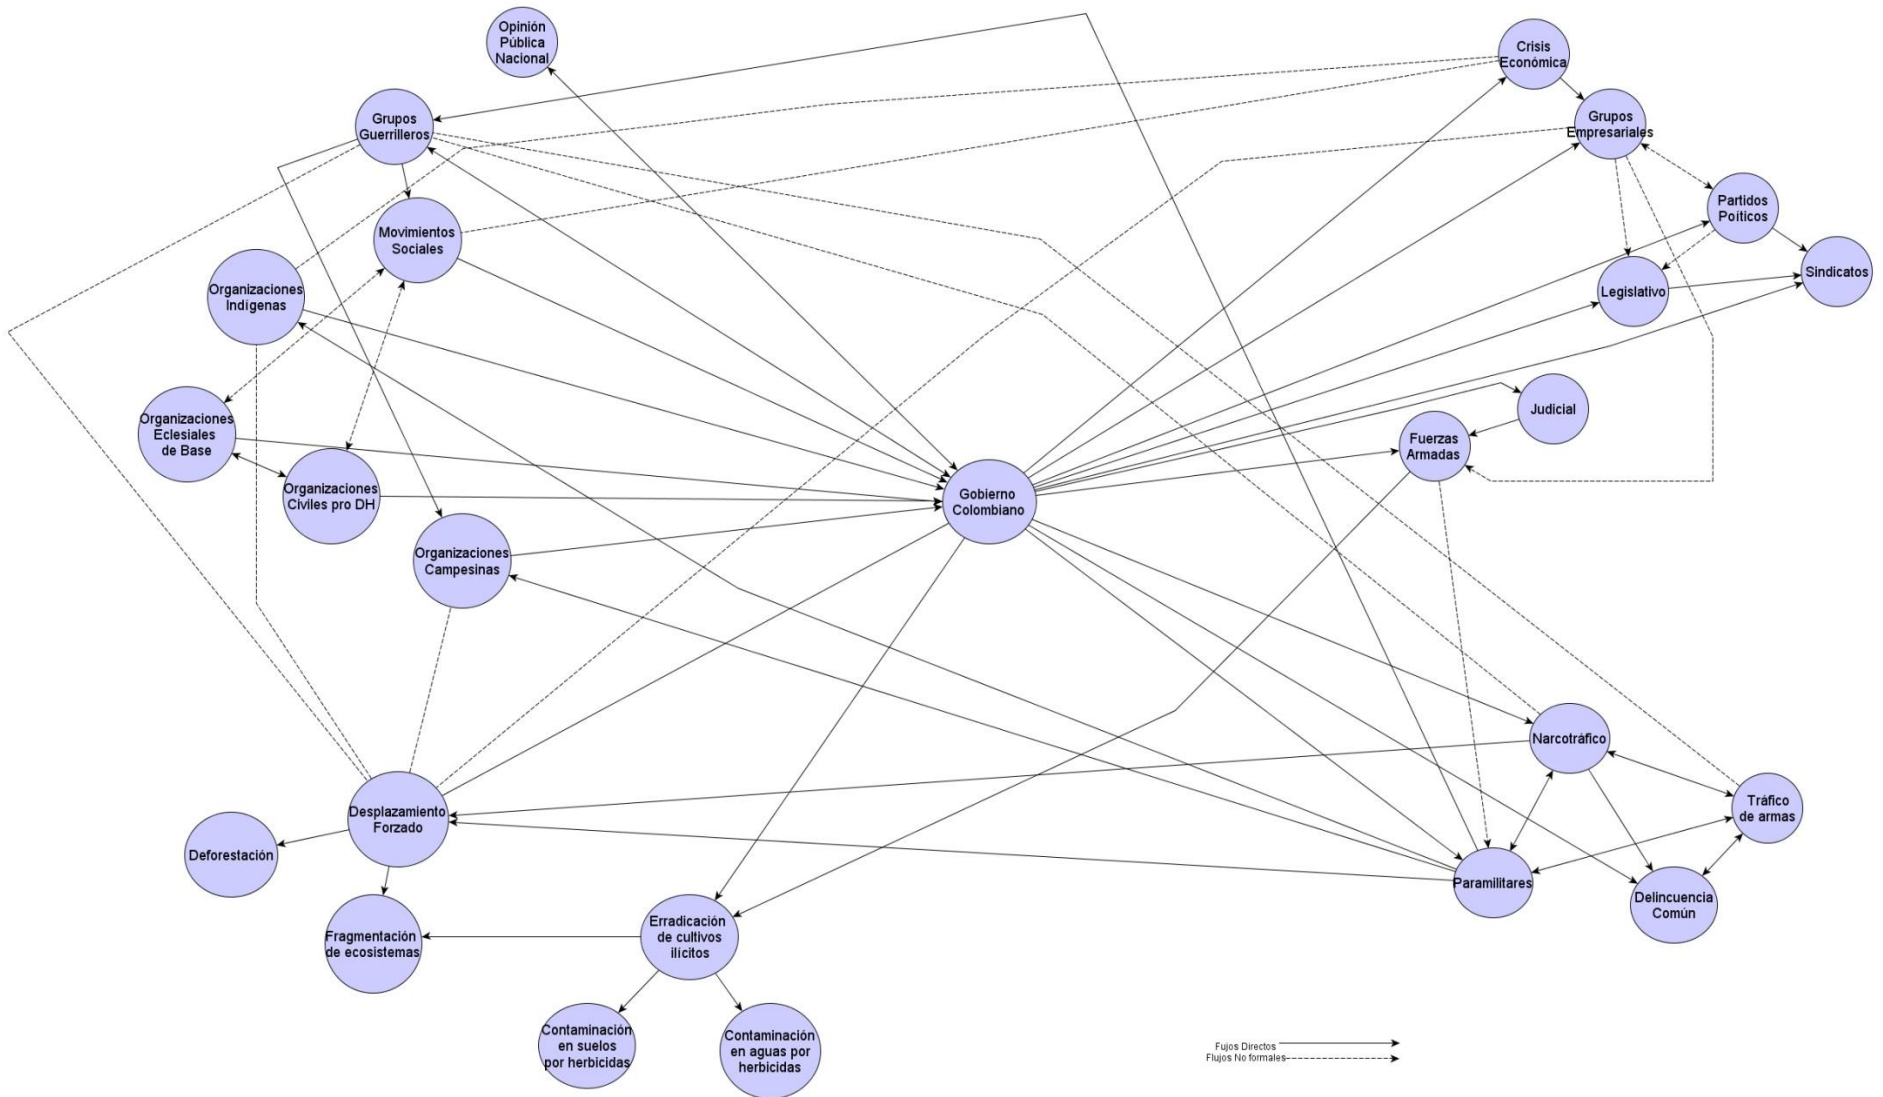 Opinión
Pública
Nacional
Crisis
Económica
Grupos
Guerrilleros
Grupos
Empresariales
Partidos
Poíticos
Movimientos
Sociales
Sindicatos
Organizaciones
Indígenas
Legislativo
Judicial
Organizaciones
Eclesiales
de Base
Fuerzas
Armadas
Organizaciones
Civiles pro DH
Gobierno
Colombiano
Organizaciones
Campesinas
Narcotráfico
Desplazamiento
Forzado
Tráfico
de armas
Deforestación
Paramilitares
Delincuencia
Común
Erradicación
de cultivos
ilícitos
Fragmentación
de ecosistemas
Contaminación
en suelos
por herbicidas
Contaminación
en aguas por
herbicidas
Fujos Directos
Flujos No formales